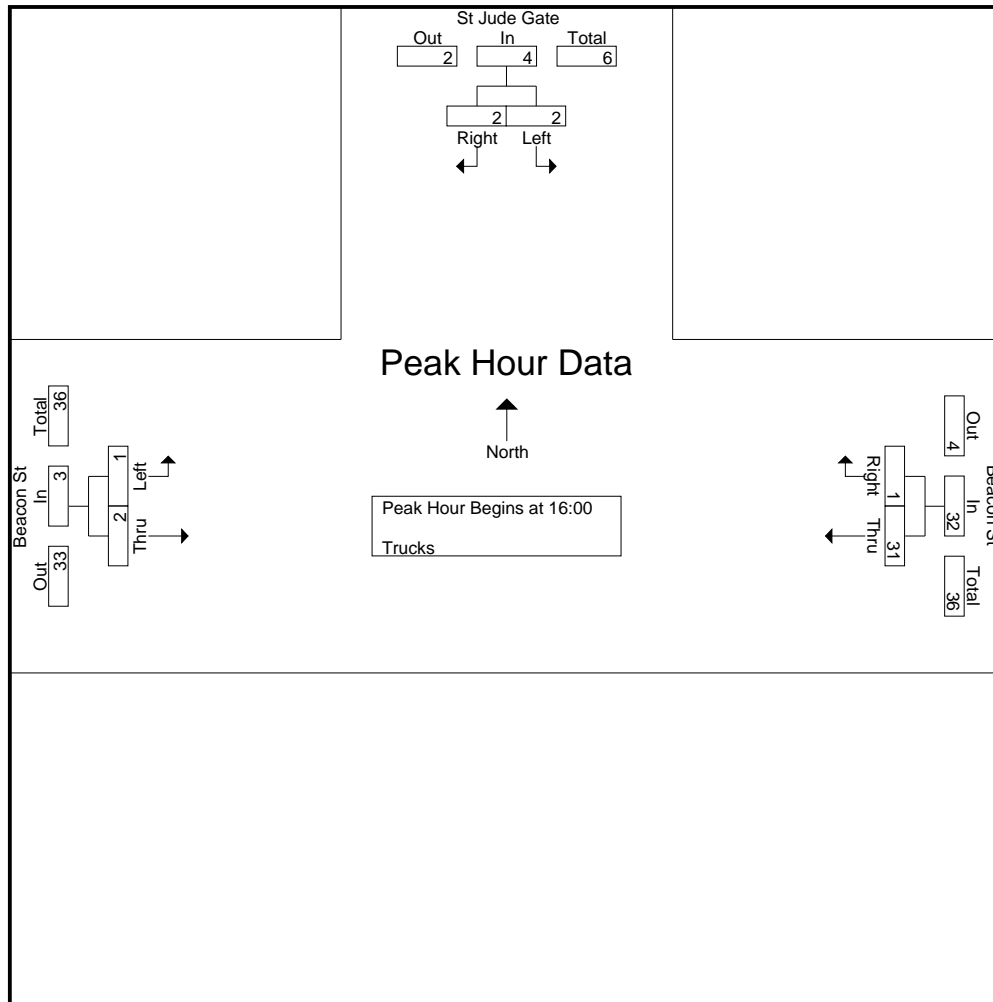 St Jude Gate
Out In Total
2 4 6
2 2
Right Left
Peak Hour Data
North
Peak Hour Begins at 16:00
Trucks
Beacon St
Out In Total
33 3 36
Left Thru
1 2
Beacon St
Out In Total
4 32 36
Right Thru
1 31